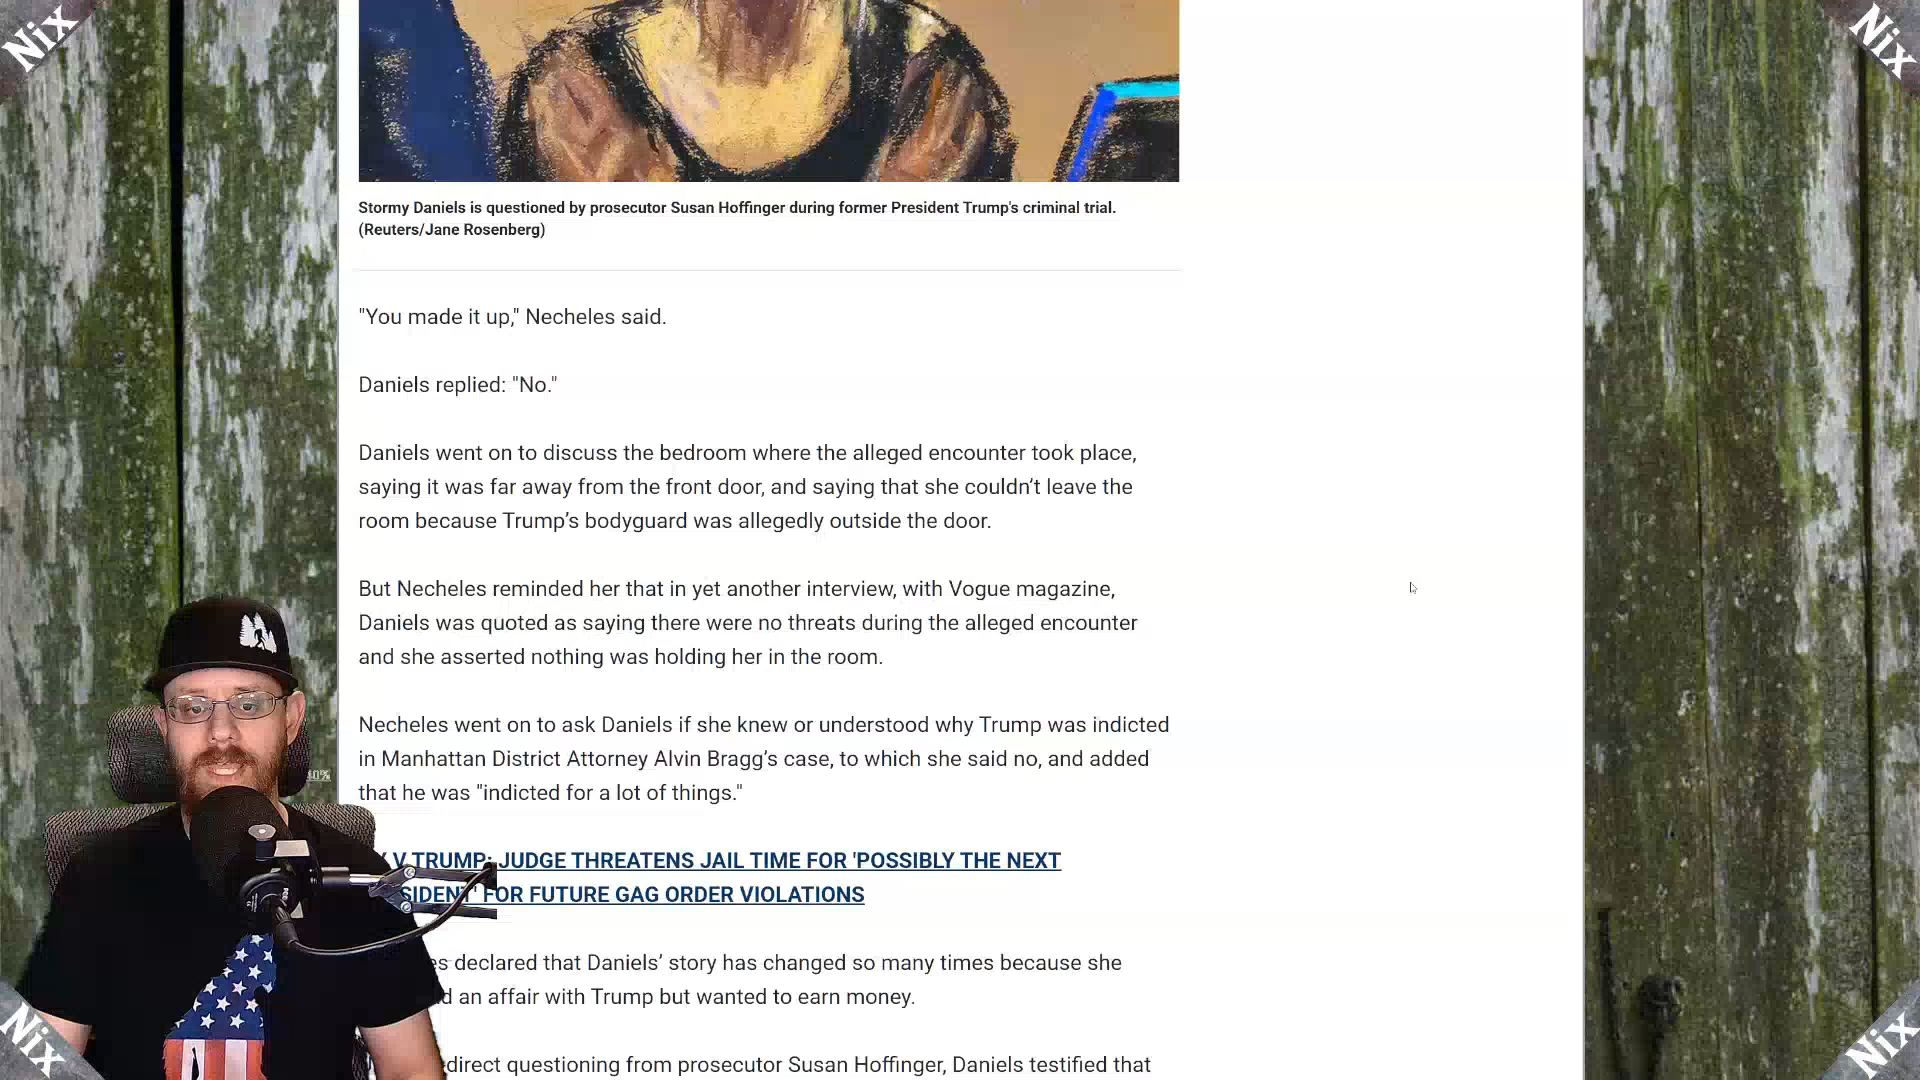 Nix
Nix
Stormy Daniels is questioned by prosecutor Susan Hoffinger during former President Trump's criminal trial.
(Reuters/Jane Rosenberg)
"You made it up," Necheles said.
Daniels replied: "No."
Daniels went on to discuss the bedroom where the alleged encounter took place,
saying it was far away from the front door, and saying that she couldn’t leave the
room because Trump’s bodyguard was allegedly outside the door.
But Necheles reminded her that in yet another interview, with Vogue magazine,
Daniels was quoted as saying there were no threats during the alleged encounter
and she asserted nothing was holding her in the room.
Necheles went on to ask Daniels if she knew or understood why Trump was indicted
in Manhattan District Attorney Alvin Bragg’s case, to which she said no, and added
that he was "indicted for a lot of things."
40%
V TRUMP: JUDGE THREATENS JAIL TIME FOR 'POSSIBLY THE NEXT
SIDENT' FOR FUTURE GAG ORDER VIOLATIONS
es declared that Daniels’ story has changed so many times because she
d an affair with Trump but wanted to earn money.
direct questioning from prosecutor Susan Hoffinger, Daniels testified that
Nix
Nix